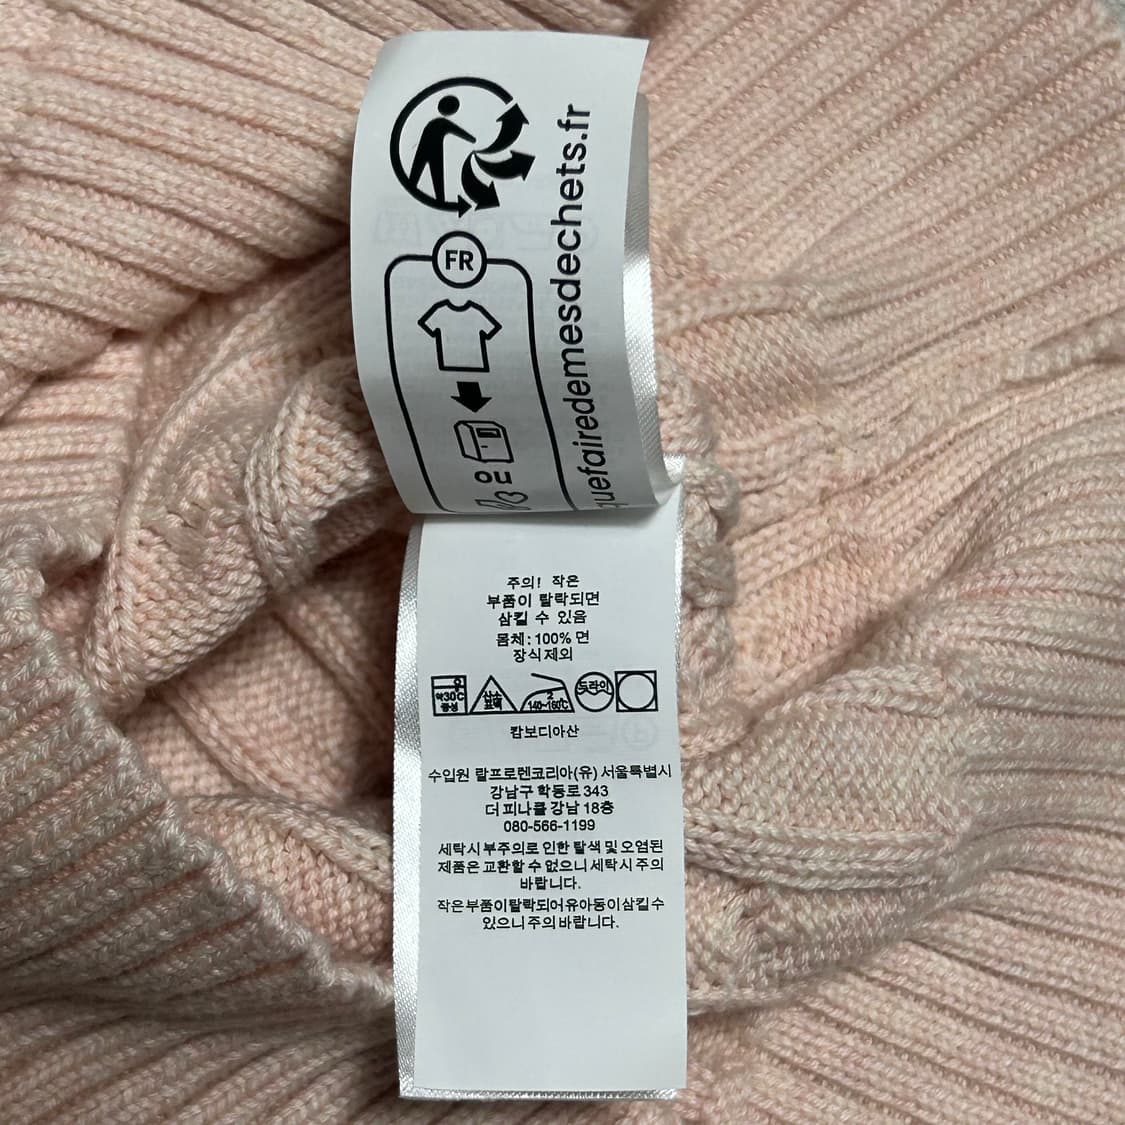 FR
ou
quefairedemesdechets.fr
주의! 작은
부품이 탈락되면
삼킬 수 있음
몸체: 100% 면
장식 제외
약30℃
중성
산소
표백
2
140~160℃
드라이
캄보디아산
수입원 랄프로렌코리아(유) 서울특별시
강남구 학동로 343
더 피나클 강남 18층
080-566-1199
세탁시 부주의로 인한 탈색 및 오염된
제품은 교환할 수 없으니 세탁시 주의
바랍니다.
작은 부품이 탈락되어 유아동이 삼킬 수
있으니 주의 바랍니다.